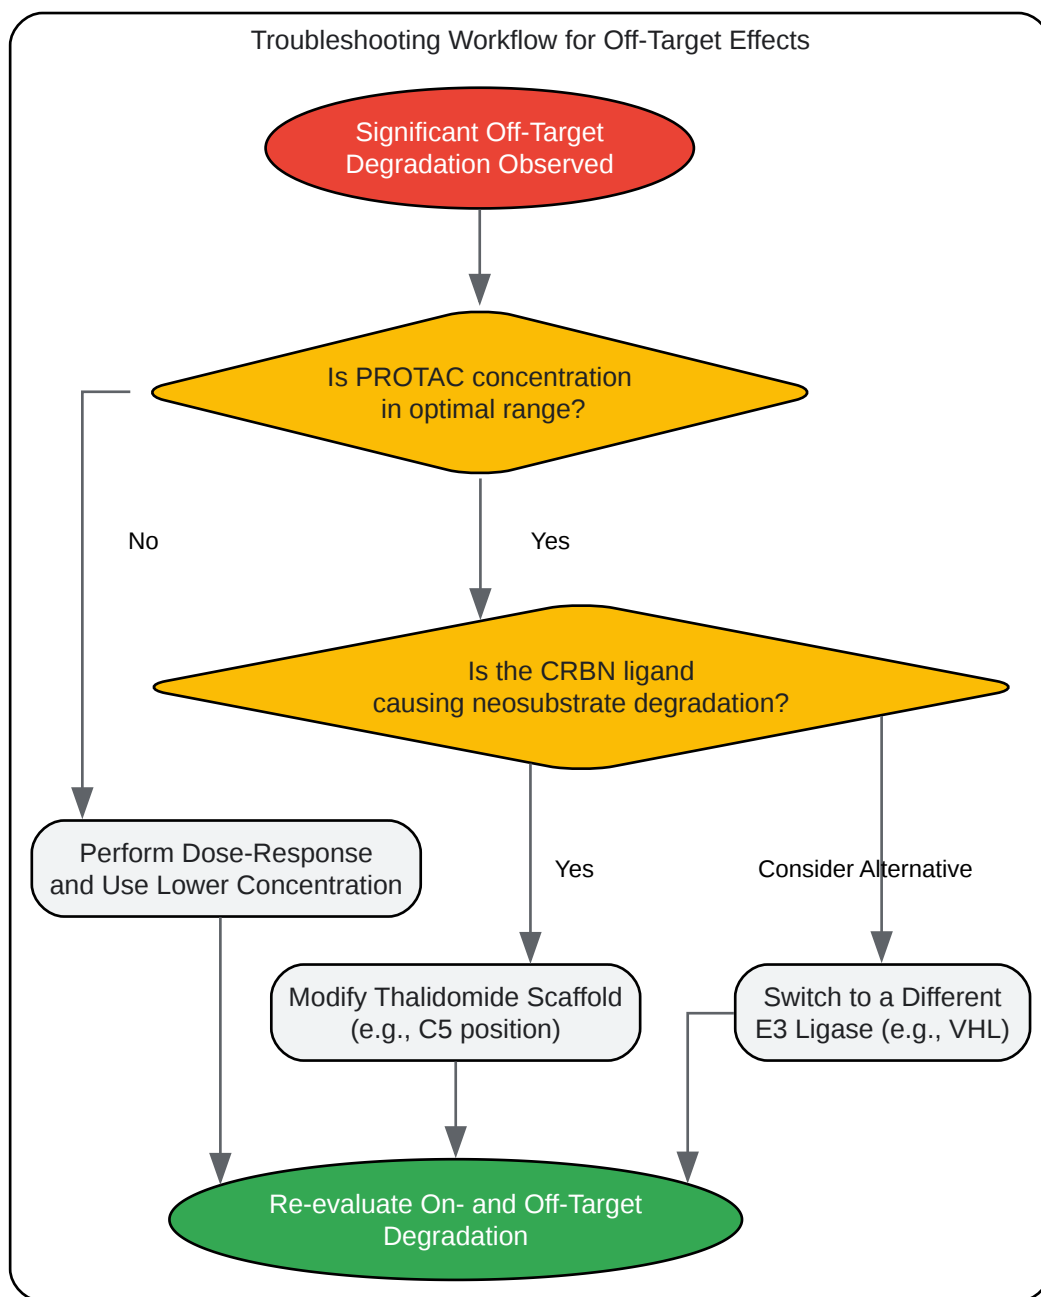 Troubleshooting Workflow for Off-Target Effects
Significant Off-Target
Degradation Observed
Is PROTAC concentration
in optimal range?
No
Yes
Is the CRBN ligand
causing neosubstrate degradation?
Perform Dose-Response
and Use Lower Concentration
Yes
Consider Alternative
Modify Thalidomide Scaffold
(e.g., C5 position)
Switch to a Different
E3 Ligase (e.g., VHL)
Re-evaluate On- and Off-Target
Degradation